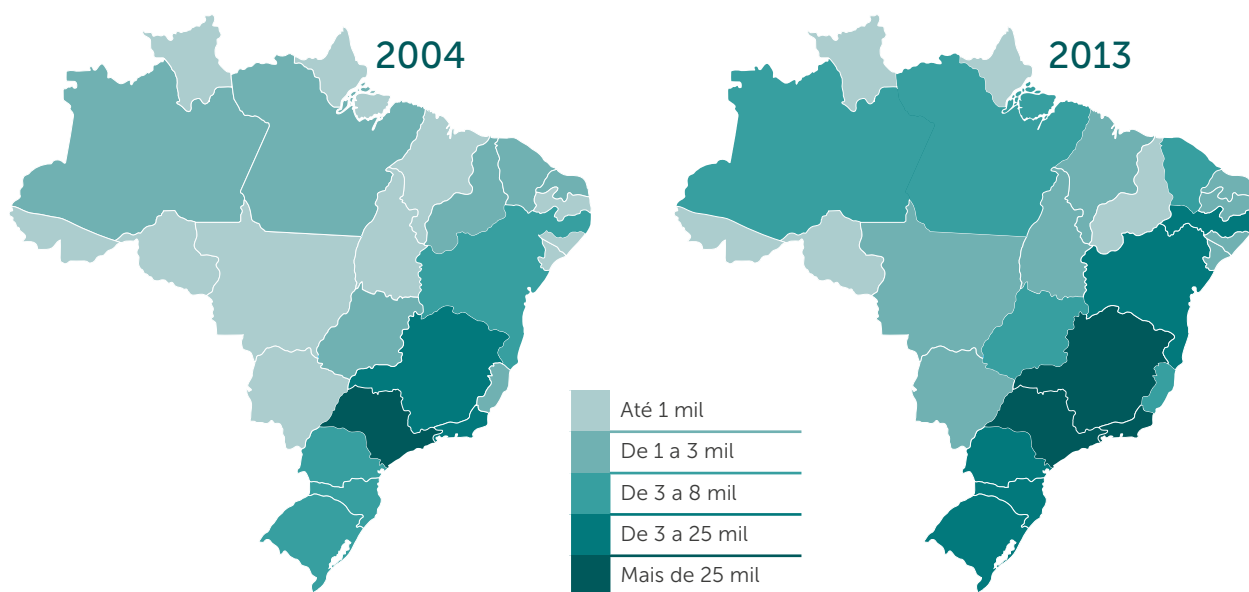 2004
2013
Até 1 mil
De 1 a 3 mil
De 3 a 8 mil
De 3 a 25 mil
Mais de 25 mil